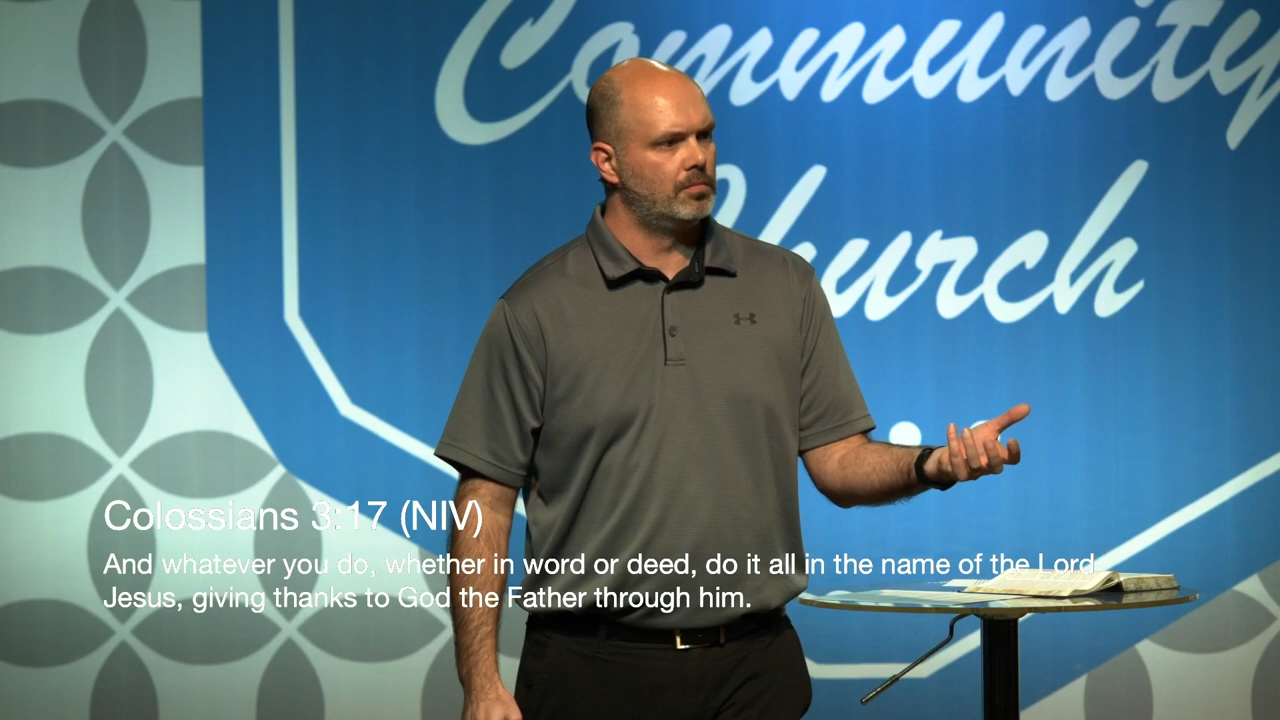 Community
Church
Colossians 3:17 (NIV)
And whatever you do, whether in word or deed, do it all in the name of the Lord
Jesus, giving thanks to God the Father through him.